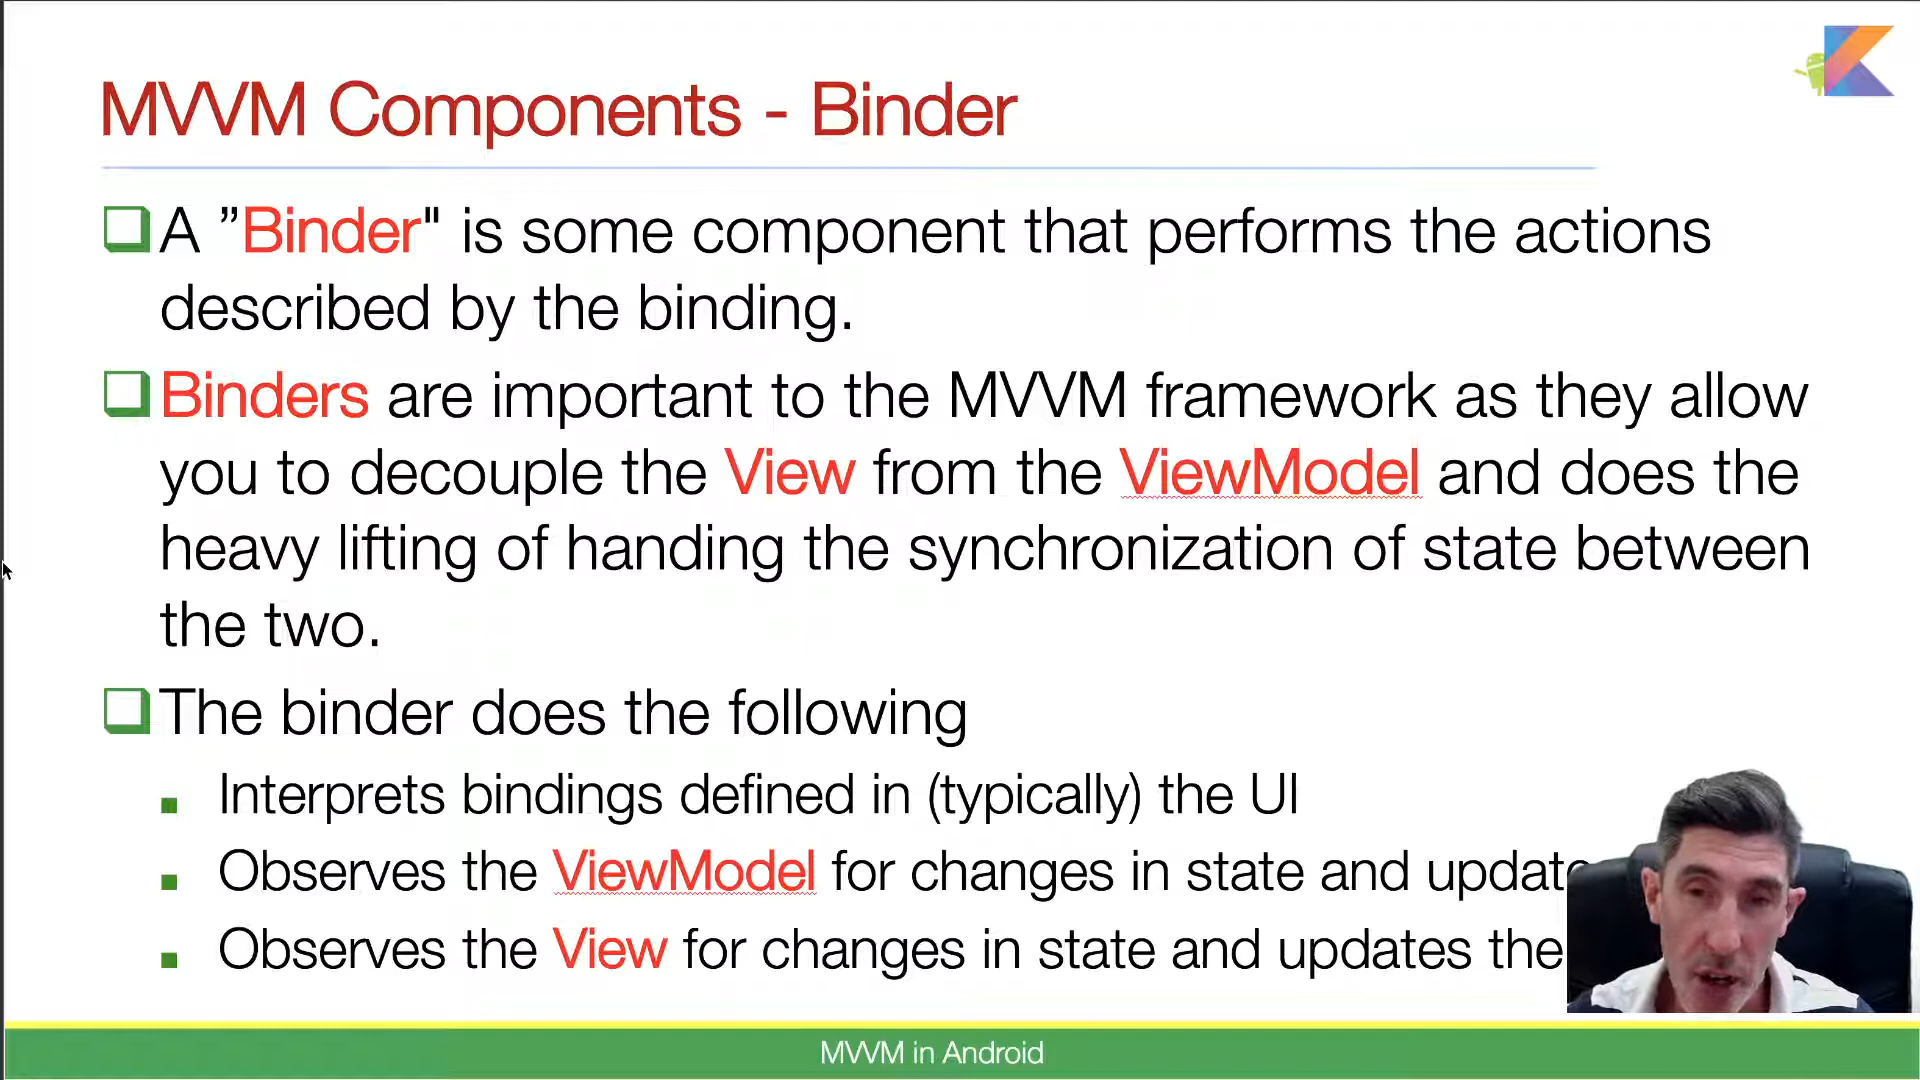 MVVM Components - Binder
A ”Binder" is some component that performs the actions
described by the binding.
Binders are important to the MVVM framework as they allow
you to decouple the View from the ViewModel and does the
heavy lifting of handing the synchronization of state between
the two.
The binder does the following
Interprets bindings defined in (typically) the UI
Observes the ViewModel for changes in state and
Observes the View for changes in state and updates the
MVVM in Android